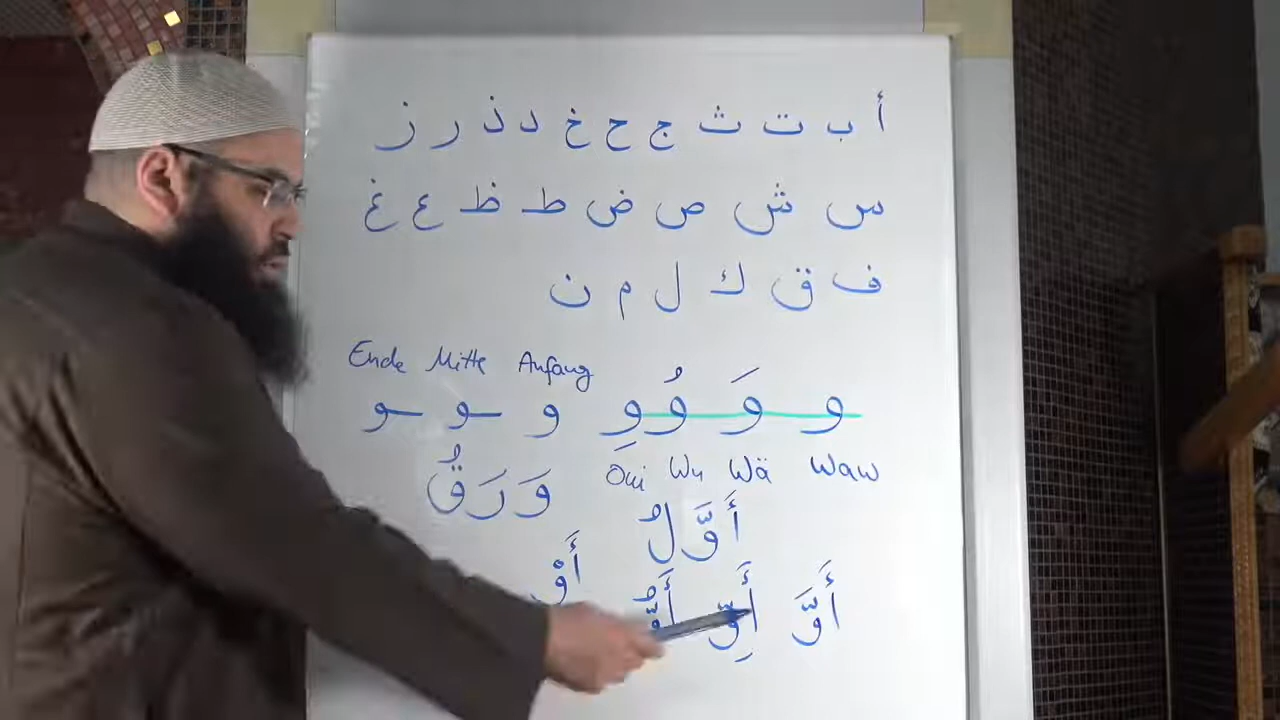 أ ب ت ث ج ح خ د ذ ر ز
س ش ص ض ط ظ ع غ
ف ق ك ل م ن
Ende Mitte Anfang
و وَ وُ وِ و ـو ـو
Oui Wu Wä Waw
وَرَقُ
أَوَّلُ
أَوْ
أَوَّ أَوِّ أَوُّ